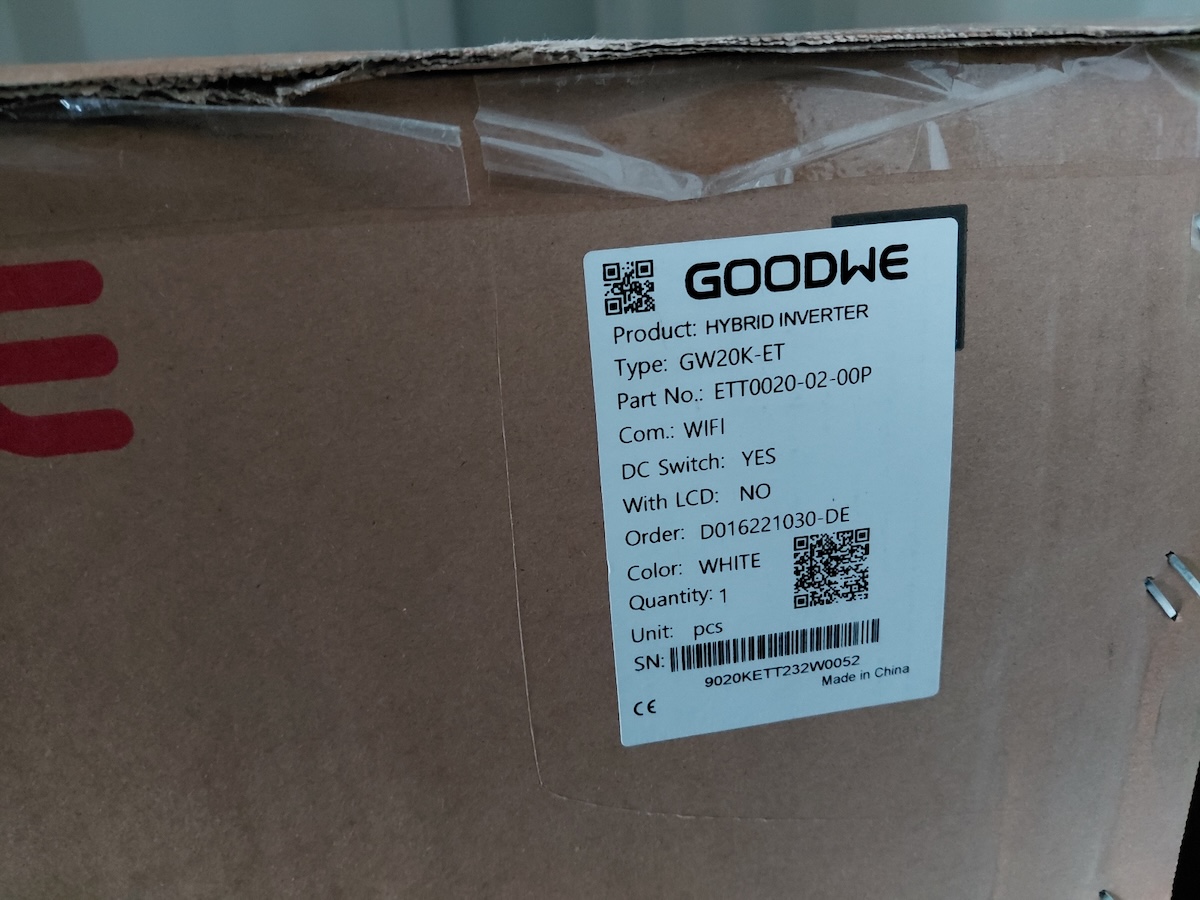 GOODWE
Product: HYBRID INVERTER
Type: GW20K-ET
Part No.: ETT0020-02-00P
Com.: WIFI
DC Switch: YES
With LCD: NO
Order: D016221030-DE
Color: WHITE
Quantity: 1
Unit: pcs
SN:
9020KETT232W0052
Made in China
CE